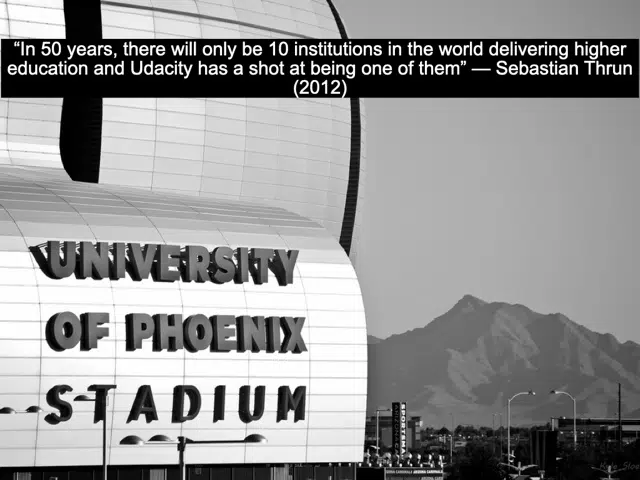 “In 50 years, there will only be 10 institutions in the world delivering higher
education and Udacity has a shot at being one of them” — Sebastian Thrun
(2012)
UNIVERSITY
OF PHOENIX
STADIUM
SPORTSMAN